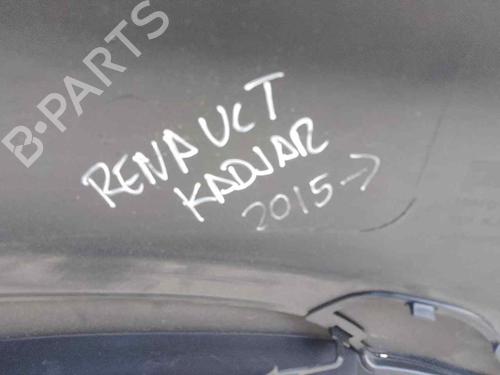 B-PARTS
RENAULT
KADJAR
2015->